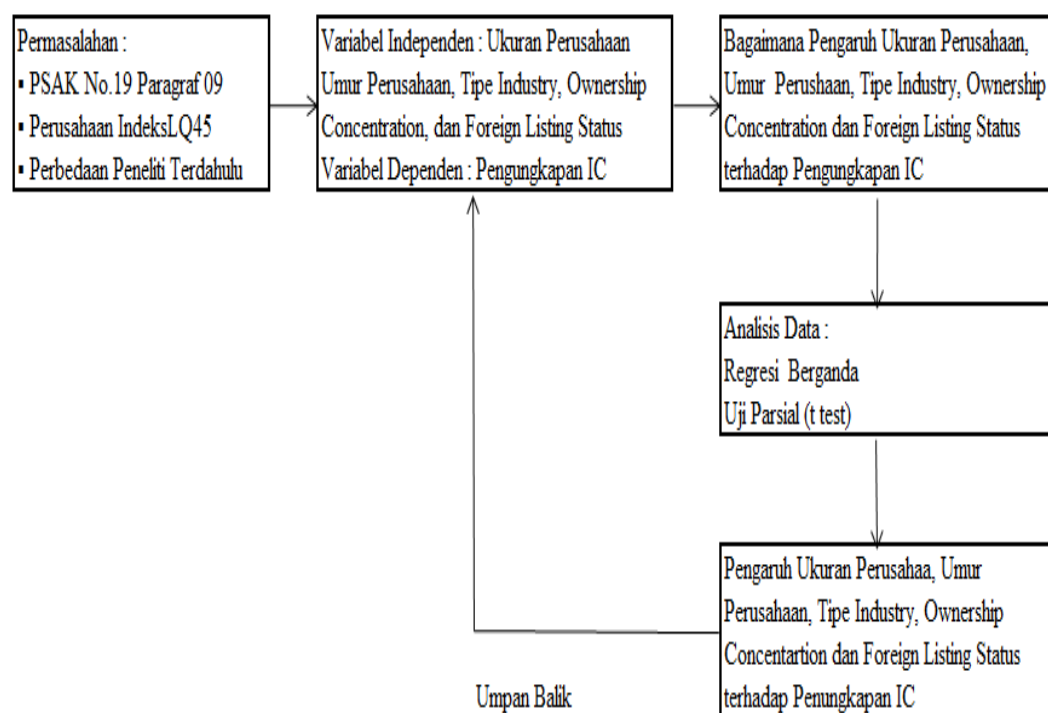 Permasalahan :
▪ PSAK No.19 Paragraf 09
▪ Perusahaan IndeksLQ45
▪ Perbedaan Peneliti Terdahulu
Variabel Independen : Ukuran Perusahaan
Umur Perusahaan, Tipe Industry, Ownership
Concentration, dan Foreign Listing Status
Variabel Dependen : Pengungkapan IC
Bagaimana Pengaruh Ukuran Perusahaan,
Umur Perushaan, Tipe Industry, Ownership
Concentration dan Foreign Listing Status
terhadap Pengungkapan IC
Analisis Data :
Regresi Berganda
Uji Parsial (t test)
Pengaruh Ukuran Perusahaa, Umur
Perusahaan, Tipe Industry, Ownership
Concentartion dan Foreign Listing Status
terhadap Penungkapan IC
Umpan Balik